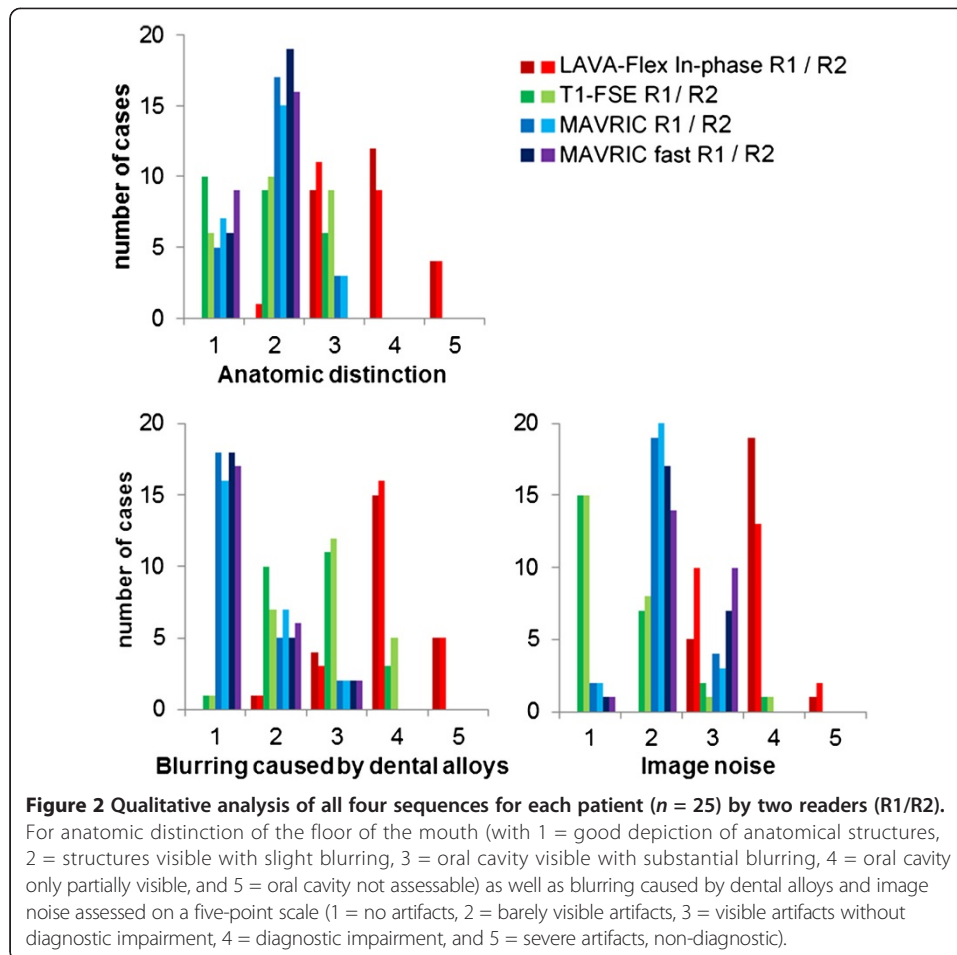 20
15
10
5
0
number of cases
LAVA-Flex In-phase R1 / R2
T1-FSE R1/ R2
MAVRIC R1 / R2
MAVRIC fast R1 / R2
1 2 3 4 5
Anatomic distinction
20
15
10
5
0
number of cases
1 2 3 4 5
Blurring caused by dental alloys
20
15
10
5
0
1 2 3 4 5
Image noise
Figure 2 Qualitative analysis of all four sequences for each patient (n = 25) by two readers (R1/R2).
For anatomic distinction of the floor of the mouth (with 1 = good depiction of anatomical structures,
2 = structures visible with slight blurring, 3 = oral cavity visible with substantial blurring, 4 = oral cavity
only partially visible, and 5 = oral cavity not assessable) as well as blurring caused by dental alloys and image
noise assessed on a five-point scale (1 = no artifacts, 2 = barely visible artifacts, 3 = visible artifacts without
diagnostic impairment, 4 = diagnostic impairment, and 5 = severe artifacts, non-diagnostic).